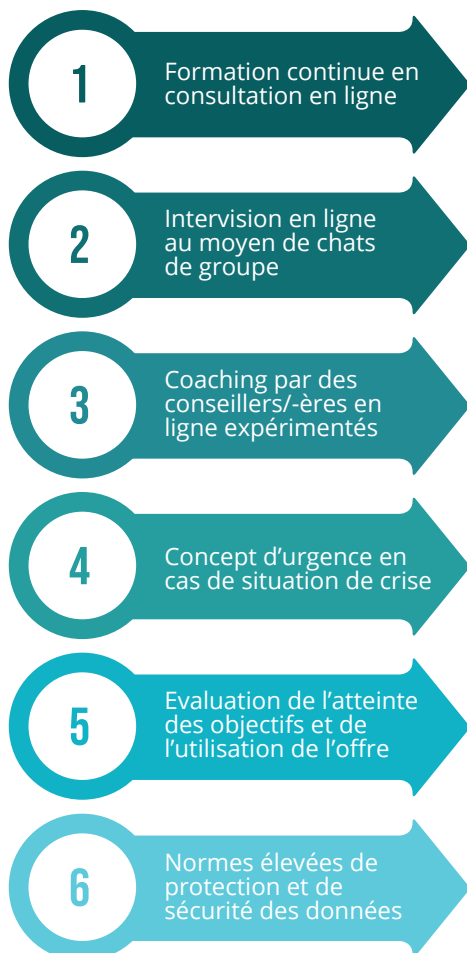 1
Formation continue en
consultation en ligne
2
Intervision en ligne
au moyen de chats
de groupe
3
Coaching par des
conseillers/-ères en
ligne expérimentés
4
Concept d'urgence en
cas de situation de crise
5
Evaluation de l'atteinte
des objectifs et de
l'utilisation de l'offre
6
Normes élevées de
protection et de
sécurité des données